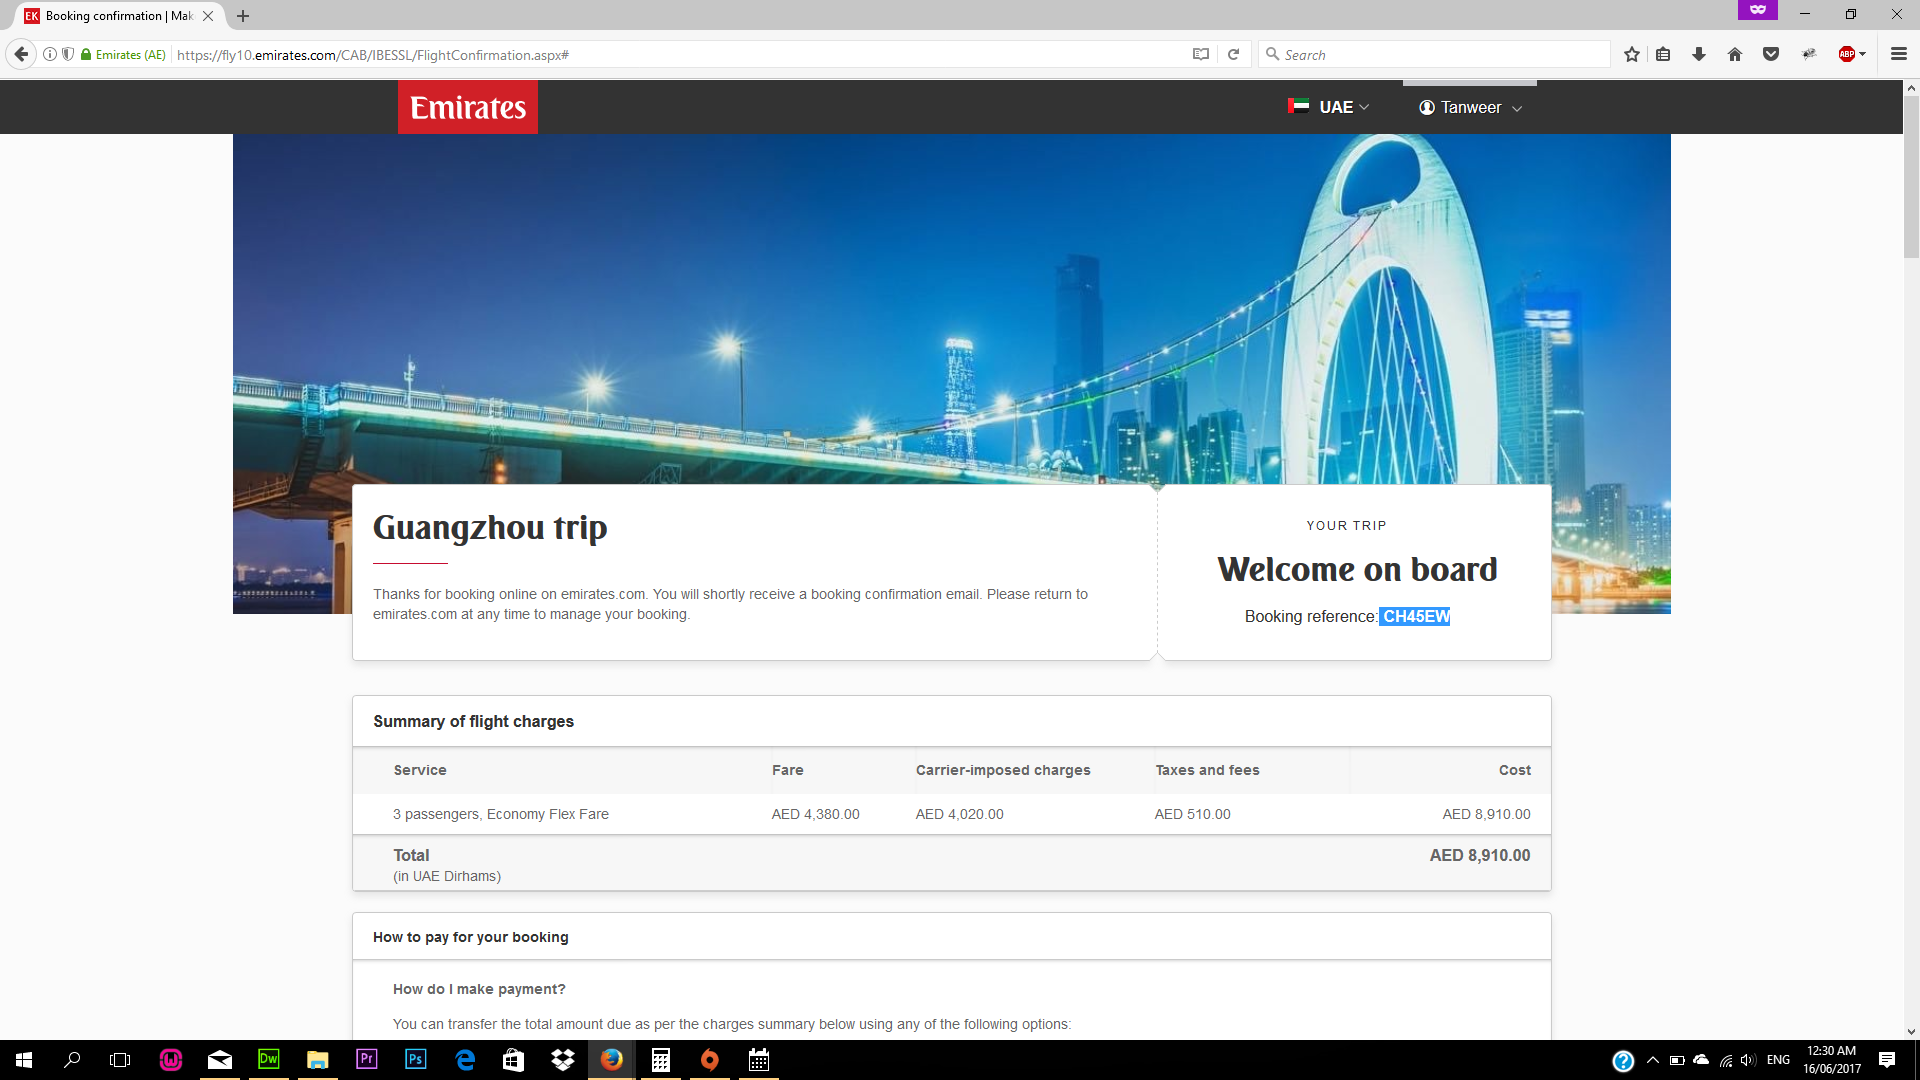 Booking confirmation | Mak
Emirates (AE)
https://fly10.emirates.com/CAB/IBESSL/FlightConfirmation.aspx#
Search
ABP
Emirates
UAE
Tanweer
Guangzhou trip
Thanks for booking online on emirates.com. You will shortly receive a booking confirmation email. Please return to
emirates.com at any time to manage your booking.
YOUR TRIP
Welcome on board
Booking reference: CH45EW
Summary of flight charges
Service Fare Carrier-imposed charges Taxes and fees Cost
3 passengers, Economy Flex Fare AED 4,380.00 AED 4,020.00 AED 510.00 AED 8,910.00
Total AED 8,910.00
(in UAE Dirhams)
How to pay for your booking
How do I make payment?
You can transfer the total amount due as per the charges summary below using any of the following options:
Dw
Pr
Ps
ENG
12:30 AM
16/06/2017